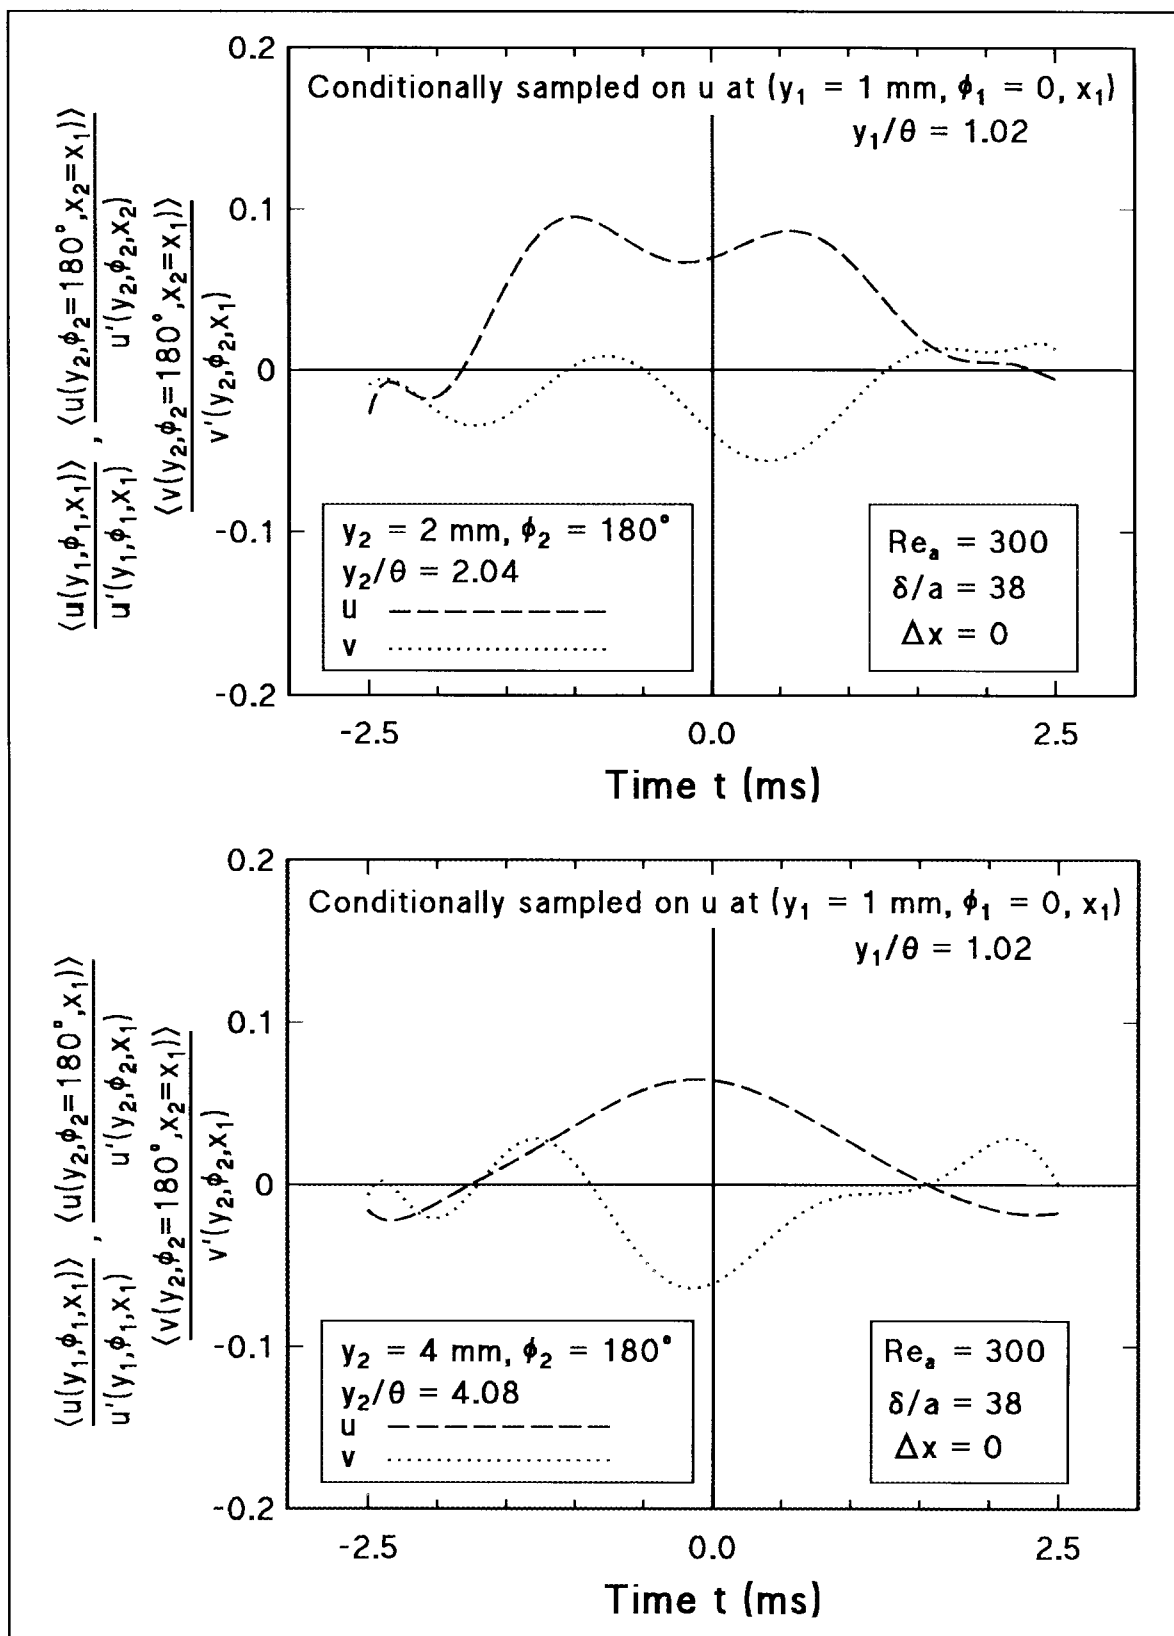 0.2
Conditionally sampled on u at (y₁ = 1 mm, ϕ₁ = 0, x₁)
y₁/θ = 1.02
0.1
0
-0.1
-0.2
⟨u(y₁,ϕ₁,x₁)⟩ / u'(y₁,ϕ₁,x₁) , ⟨u(y₂,ϕ₂=180°,x₂=x₁)⟩ / u'(y₂,ϕ₂,x₂)
⟨v(y₂,ϕ₂=180°,x₂=x₁)⟩ / v'(y₂,ϕ₂,x₁)
y₂ = 2 mm, ϕ₂ = 180°
y₂/θ = 2.04
u
v
Reₐ = 300
δ/a = 38
Δx = 0
-2.5 0.0 2.5
Time t (ms)
0.2
Conditionally sampled on u at (y₁ = 1 mm, ϕ₁ = 0, x₁)
y₁/θ = 1.02
0.1
0
-0.1
-0.2
⟨u(y₁,ϕ₁,x₁)⟩ / u'(y₁,ϕ₁,x₁) , ⟨u(y₂,ϕ₂=180°,x₁)⟩ / u'(y₂,ϕ₂,x₁)
⟨v(y₂,ϕ₂=180°,x₂=x₁)⟩ / v'(y₂,ϕ₂,x₁)
y₂ = 4 mm, ϕ₂ = 180°
y₂/θ = 4.08
u
v
Reₐ = 300
δ/a = 38
Δx = 0
-2.5 0.0 2.5
Time t (ms)